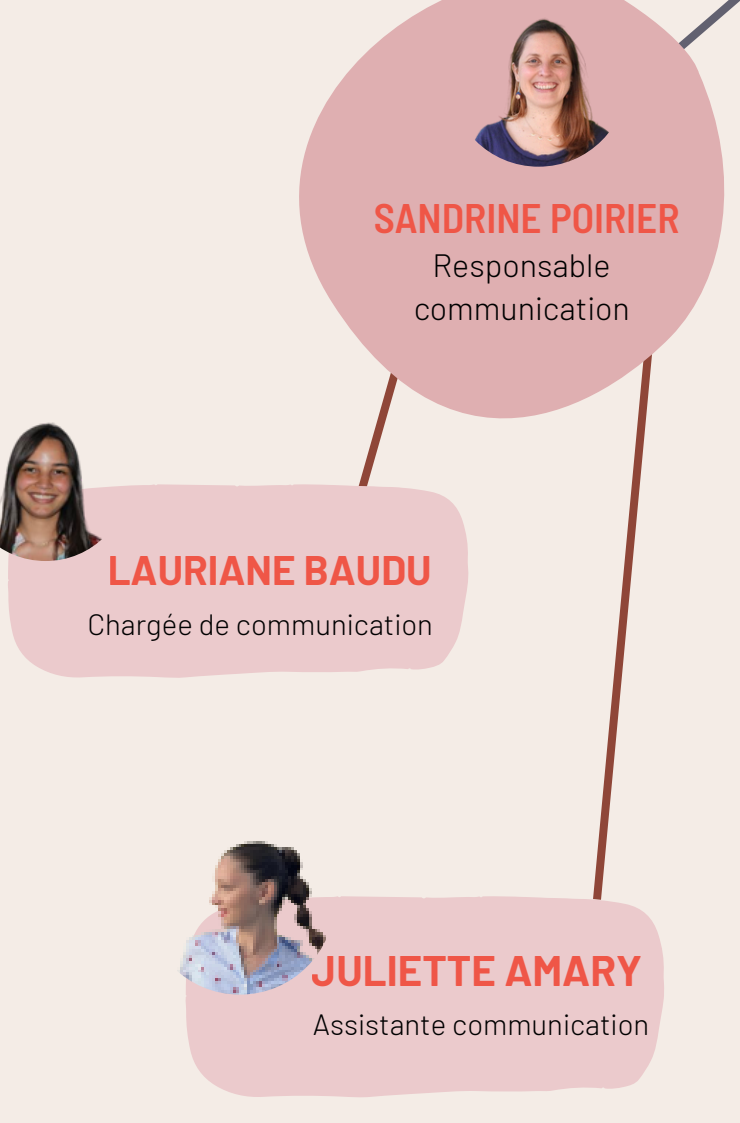 SANDRINE POIRIER
Responsable
communication
LAURIANE BAUDU
Chargée de communication
JULIETTE AMARY
Assistante communication